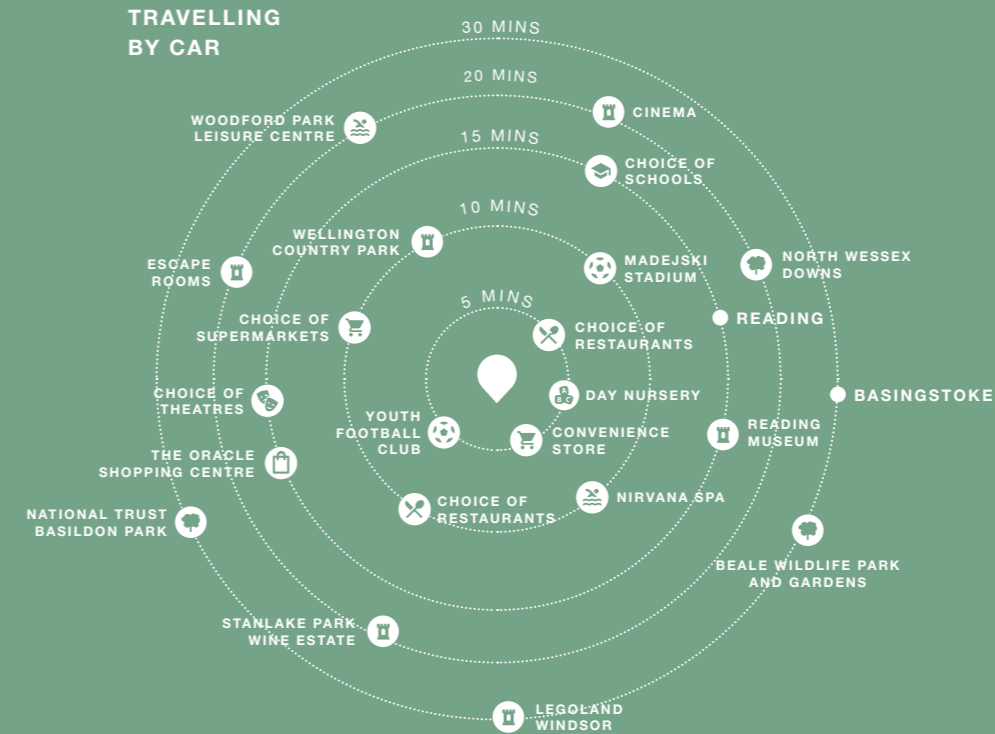 TRAVELLING
BY CAR
30 MINS
20 MINS
WOODFORD PARK
LEISURE CENTRE
CINEMA
15 MINS
CHOICE OF
SCHOOLS
10 MINS
WELLINGTON
COUNTRY PARK
ESCAPE
ROOMS
MADEJSKI
STADIUM
NORTH WESSEX
DOWNS
5 MINS
CHOICE OF
SUPERMARKETS
CHOICE OF
RESTAURANTS
READING
CHOICE OF
THEATRES
A
B C
DAY NURSERY
BASINGSTOKE
YOUTH
FOOTBALL
CLUB
CONVENIENCE
STORE
READING
MUSEUM
THE ORACLE
SHOPPING CENTRE
NATIONAL TRUST
BASILDON PARK
CHOICE OF
RESTAURANTS
NIRVANA SPA
BEALE WILDLIFE PARK
AND GARDENS
STANLAKE PARK
WINE ESTATE
LEGOLAND
WINDSOR